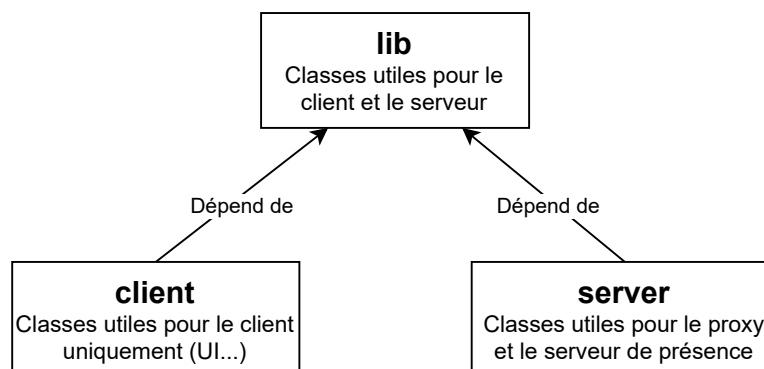 lib
Classes utiles pour le
client et le serveur
Dépend de
Dépend de
client
Classes utiles pour le client
uniquement (UI...)
server
Classes utiles pour le proxy
et le serveur de présence